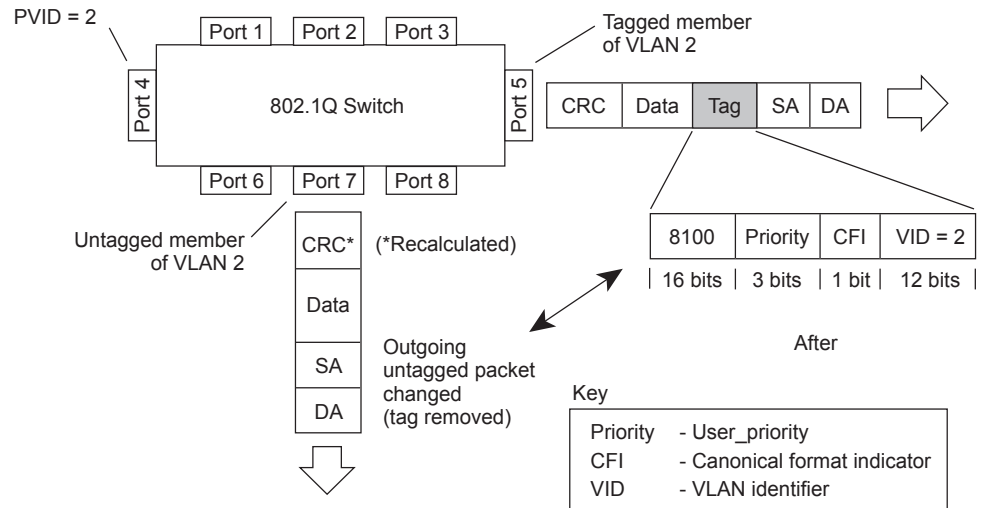 PVID = 2
Port 1
Port 2
Port 3
Tagged member
of VLAN 2
Port 4
802.1Q Switch
Port 5
CRC
Data
Tag
SA
DA
Port 6
Port 7
Port 8
Untagged member
of VLAN 2
CRC*
(*Recalculated)
Data
SA
DA
8100
Priority
CFI
VID = 2
16 bits
3 bits
1 bit
12 bits
After
Outgoing
untagged packet
changed
(tag removed)
Key
Priority - User_priority
CFI - Canonical format indicator
VID - VLAN identifier